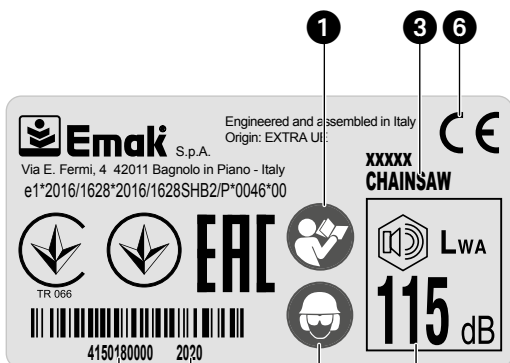 1 3 6
Emak S.p.A.
Engineered and assembled in Italy
Origin: EXTRA UE
CE
Via E. Fermi, 4 42011 Bagnolo in Piano - Italy
e1*2016/1628*2016/1628SHB2/P*0046*00
xxxxx
CHAINSAW
TR 066
EAC
LWA
115 dB
4150180000 2020